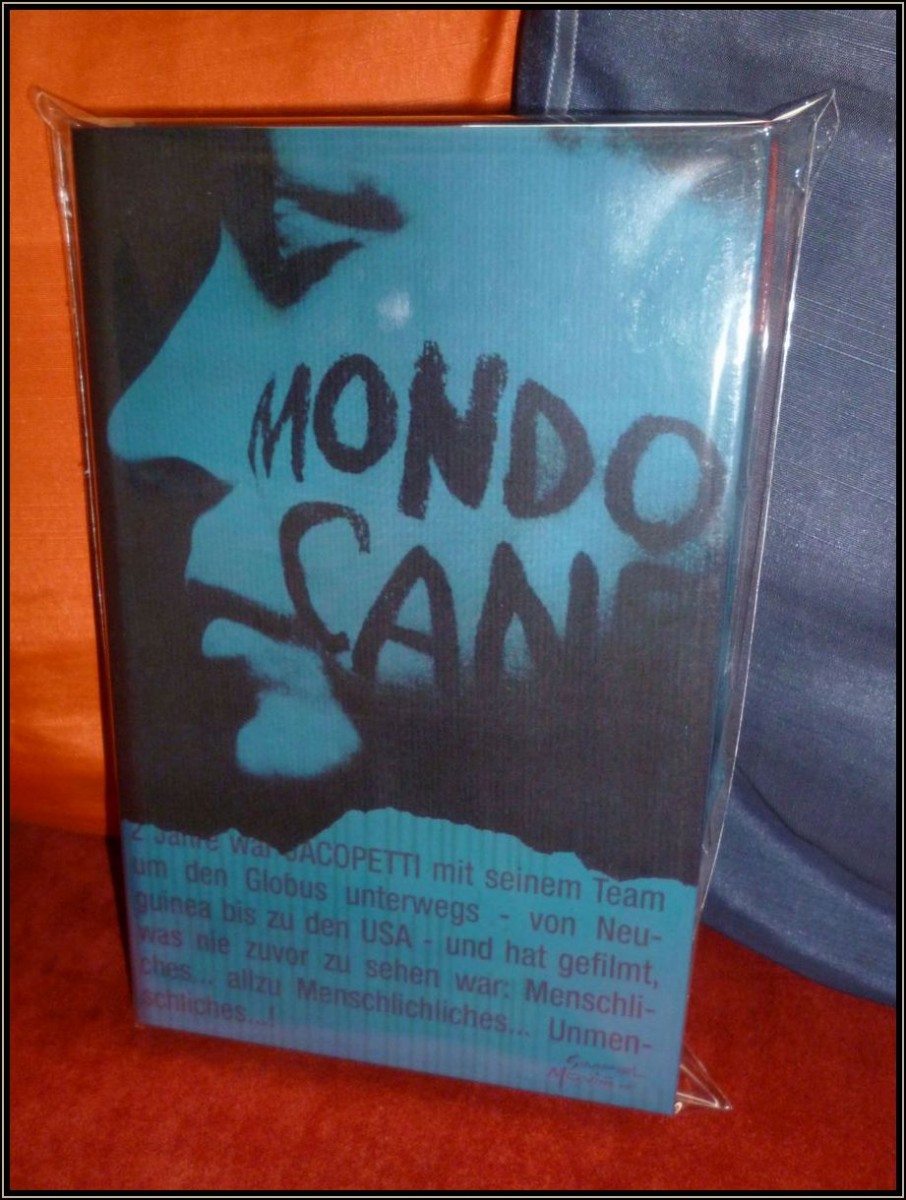 MONDO
CANE
2 Jahre war JACOPETTI mit seinem Team
um den Globus unterwegs - von Neu-
guinea bis zu den USA - und hat gefilmt,
was nie zuvor zu sehen war: Menschli-
ches... allzu Menschlichliches... Unmen-
schliches...!